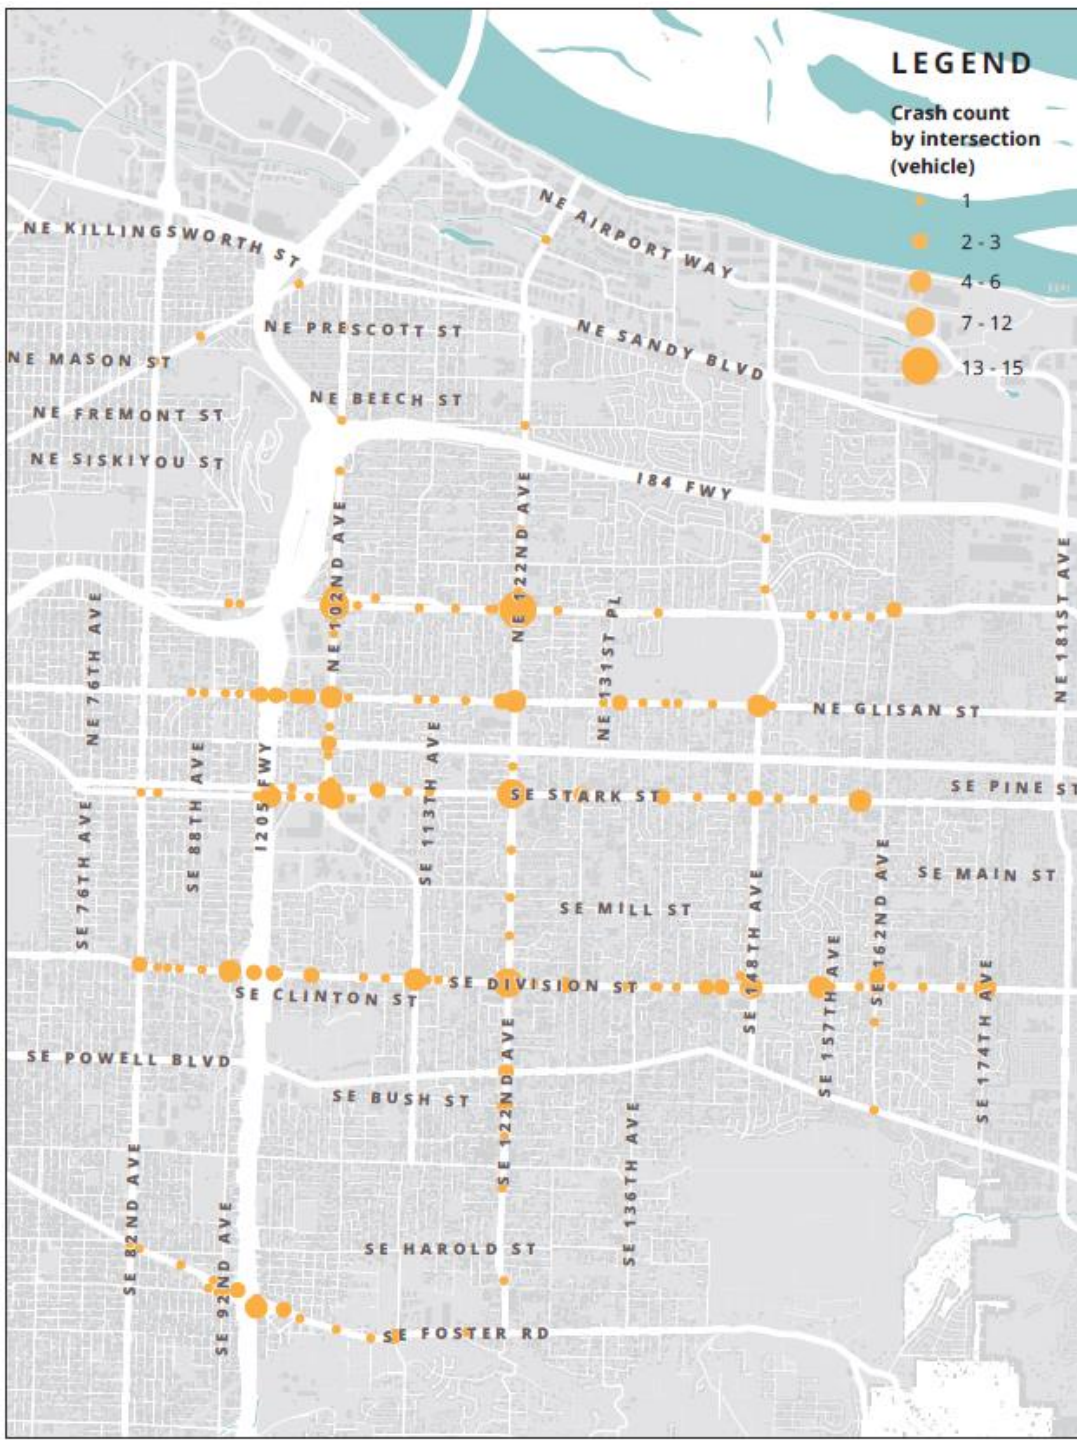 LEGEND
Crash count
by intersection
(vehicle)
1
2 - 3
4 - 6
7 - 12
13 - 15
NE AIRPORT WAY
NE KILLINGSWORTH ST
NE PRESCOTT ST
NE SANDY BLVD
NE MASON ST
NE BEECH ST
NE FREMONT ST
NE SISKIYOU ST
I84 FWY
NE 102ND AVE
NE 122ND AVE
NE 181ST AVE
NE 76TH AVE
NE 131ST PL
NE GLISAN ST
SE 88TH AVE
I205 FWY
SE 113TH AVE
SE STARK ST
SE PINE ST
SE 76TH AVE
SE MAIN ST
SE 162ND AVE
SE MILL ST
SE 148TH AVE
SE 157TH AVE
SE DIVISION ST
SE CLINTON ST
SE 174TH AVE
SE POWELL BLVD
SE 122ND AVE
SE BUSH ST
SE 136TH AVE
SE 82ND AVE
SE 92ND AVE
SE HAROLD ST
SE FOSTER RD